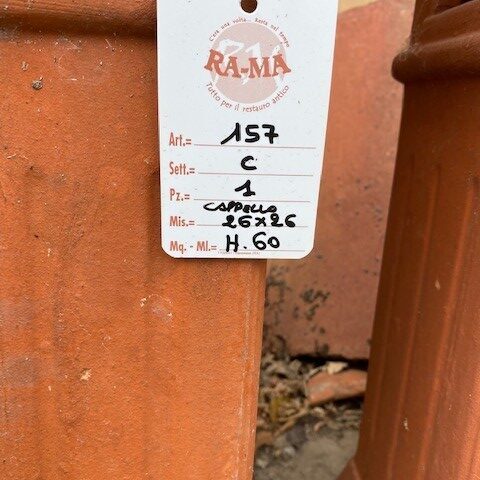 C'era una volta... Resta nel tempo
RA-MA
Tutto per il restauro antico
Art.= 157
Sett.= C
Pz.= 1
CAPPELLO
Mis.= 26x26
Mq. - Ml.= H. 60